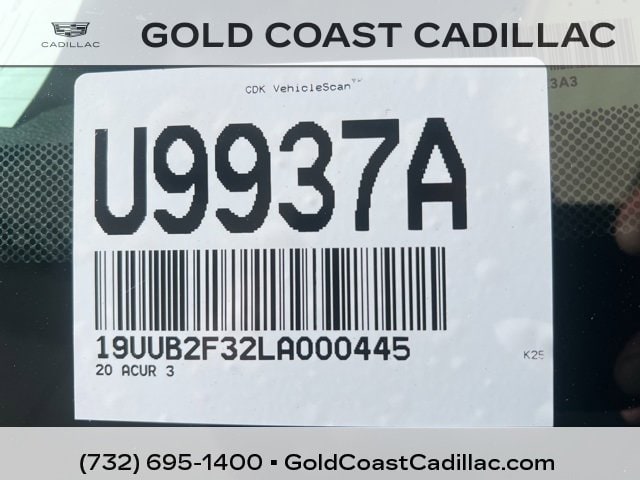 CADILLAC
GOLD COAST CADILLAC
3A3
CDK VehicleScan™
U9937A
19UUB2F32LA000445
20 ACUR 3
K25
(732) 695-1400 ▪ GoldCoastCadillac.com